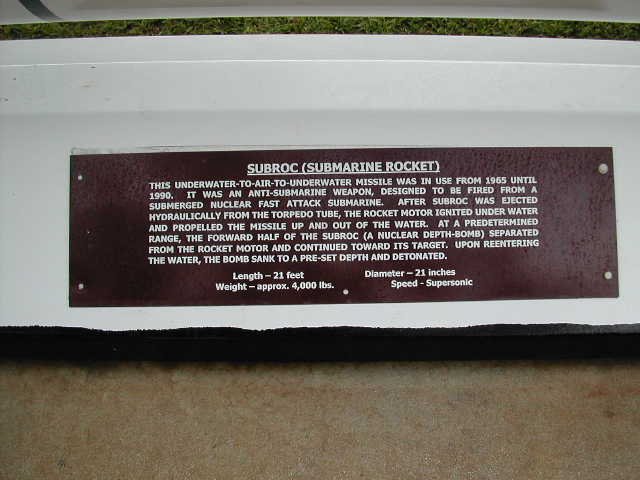 SUBROC (SUBMARINE ROCKET)
THIS UNDERWATER-TO-AIR-TO-UNDERWATER MISSILE WAS IN USE FROM 1965 UNTIL
1990. IT WAS AN ANTI-SUBMARINE WEAPON, DESIGNED TO BE FIRED FROM A
SUBMERGED NUCLEAR FAST ATTACK SUBMARINE. AFTER SUBROC WAS EJECTED
HYDRAULICALLY FROM THE TORPEDO TUBE, THE ROCKET MOTOR IGNITED UNDER WATER
AND PROPELLED THE MISSILE UP AND OUT OF THE WATER. AT A PREDETERMINED
RANGE, THE FORWARD HALF OF THE SUBROC (A NUCLEAR DEPTH-BOMB) SEPARATED
FROM THE ROCKET MOTOR AND CONTINUED TOWARD ITS TARGET. UPON REENTERING
THE WATER, THE BOMB SANK TO A PRE-SET DEPTH AND DETONATED.
Length – 21 feet Diameter – 21 inches
Weight – approx. 4,000 lbs. Speed - Supersonic